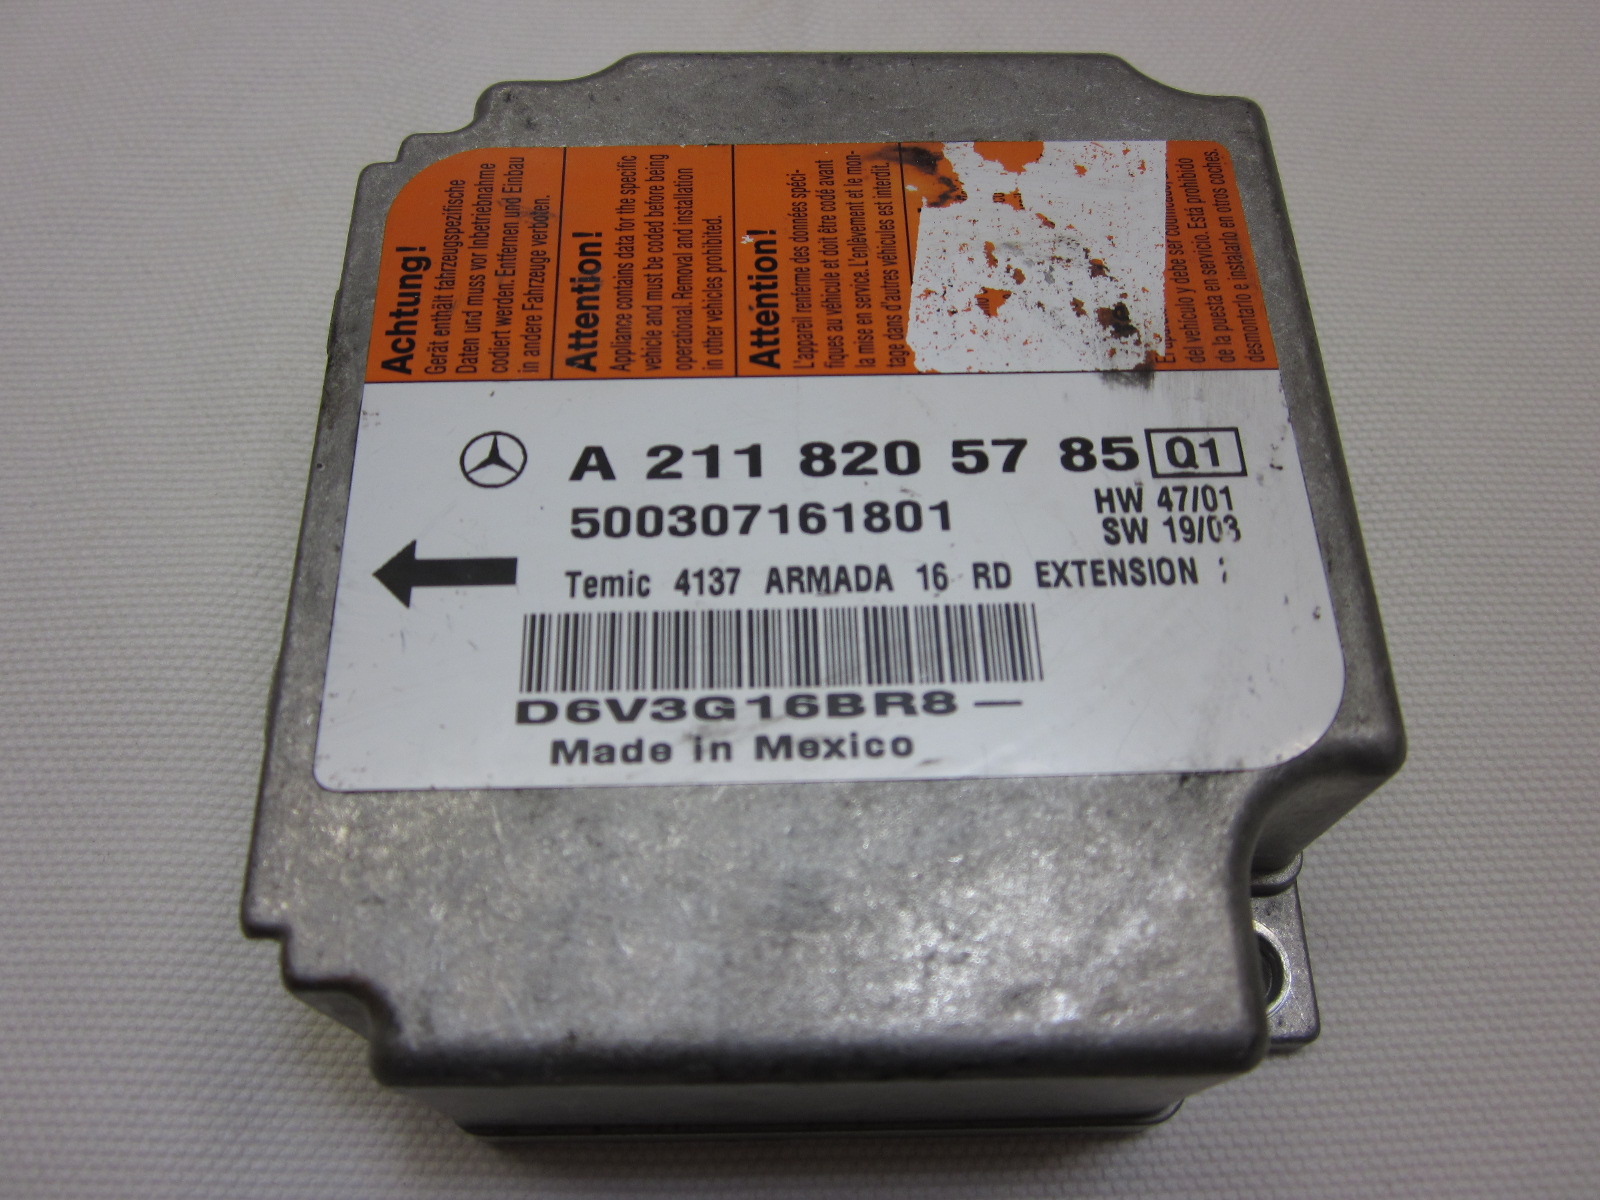 Achtung!
Gerät enthält fahrzeugspezifische
Daten und muss vor Inbetriebnahme
codiert werden. Entfernen und Einbau
in andere Fahrzeuge verboten.
Attention!
Appliance contains data for the specific
vehicle and must be coded before being
operational. Removal and installation
in other vehicles prohibited.
Attention!
L'appareil renferme des données spéci-
fiques au véhicule et doit être codé avant
la mise en service. L'enlèvement et le mon-
tage dans d'autres véhicules est interdit.
del vehículo y debe ser
de la puesta en servicio. Está prohibido
desmontarlo e instalarlo en otros coches.
A 211 820 57 85 Q1
500307161801
HW 47/01
SW 19/03
Temic 4137 ARMADA 16 RD EXTENSION
D6V3G16BR8 –
Made in Mexico